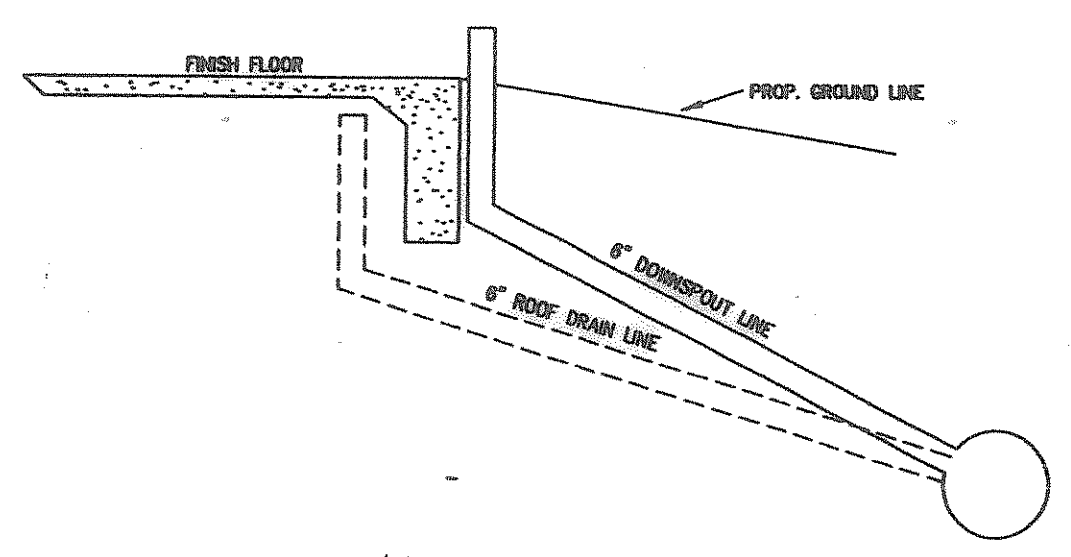 FINISH FLOOR
PROP. GROUND LINE
6" DOWNSPOUT LINE
6" ROOF DRAIN LINE